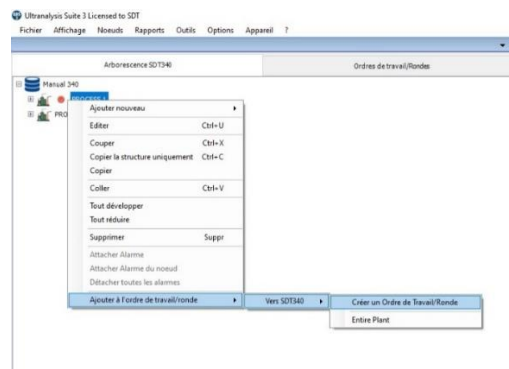 Ultranalysis Suite 3 Licensed to SDT
Fichier Affichage Noeuds Rapports Outils Options Appareil ?
Arborescence SDT340 Ordres de travail/Rondes
Manual 340
PROCESS 1
PRO
Ajouter nouveau
Editer Ctrl+U
Couper Ctrl+X
Copier la structure uniquement Ctrl+C
Copier
Coller Ctrl+V
Tout développer
Tout réduire
Supprimer Suppr
Attacher Alarme
Attacher Alarme du noeud
Détacher toutes les alarmes
Ajouter à l'ordre de travail/ronde Vers SDT340 Créer un Ordre de Travail/Ronde
Entire Plant